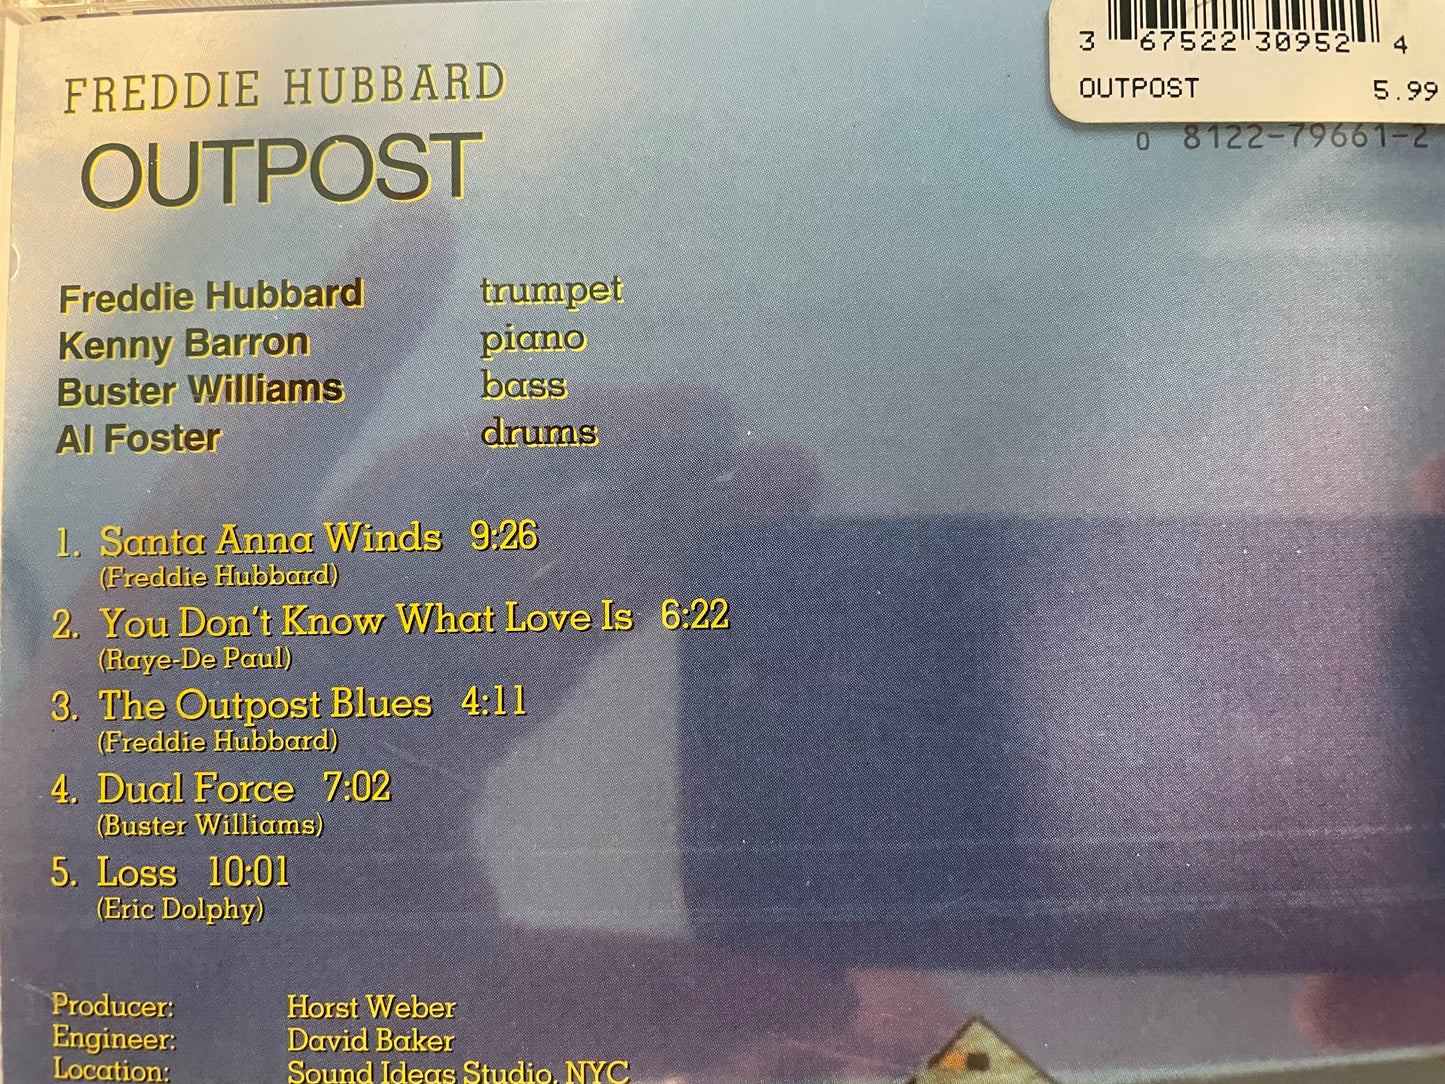 3 67522 30952 4
OUTPOST 5.99
0 8122-79661-2
FREDDIE HUBBARD
OUTPOST
Freddie Hubbard trumpet
Kenny Barron piano
Buster Williams bass
Al Foster drums
1. Santa Anna Winds 9:26
(Freddie Hubbard)
2. You Don't Know What Love Is 6:22
(Raye-De Paul)
3. The Outpost Blues 4:11
(Freddie Hubbard)
4. Dual Force 7:02
(Buster Williams)
5. Loss 10:01
(Eric Dolphy)
Producer: Horst Weber
Engineer: David Baker
Location: Sound Ideas Studio, NYC